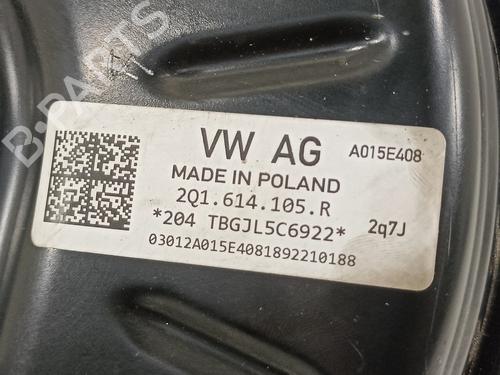 B-PARTS
VW AG A015E408
MADE IN POLAND
2Q1.614.105.R
*204 TBGJL5C6922* 2q7J
03012A015E4081892210188